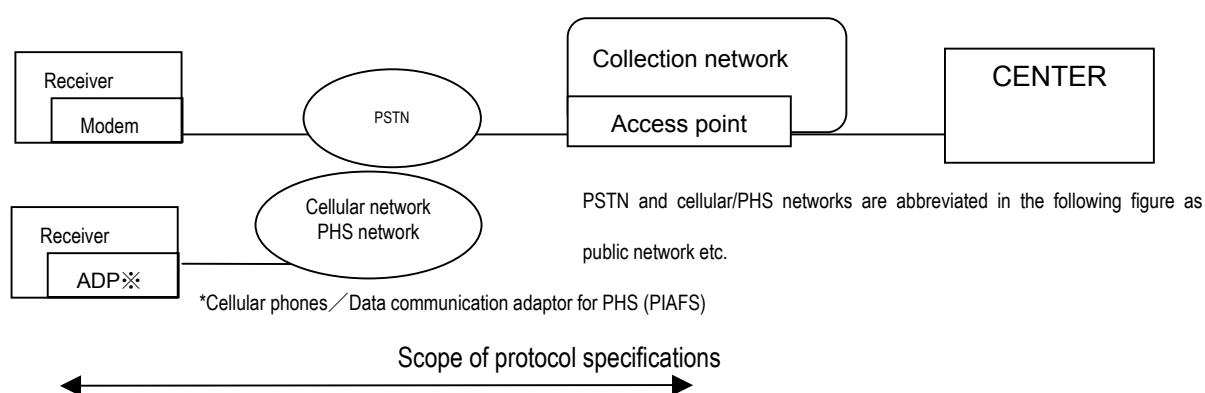 Receiver
Modem
PSTN
Collection network
Access point
CENTER
Cellular network
PHS network
Receiver
ADP※
PSTN and cellular/PHS networks are abbreviated in the following figure as
public network etc.
*Cellular phones／Data communication adaptor for PHS (PIAFS)
Scope of protocol specifications